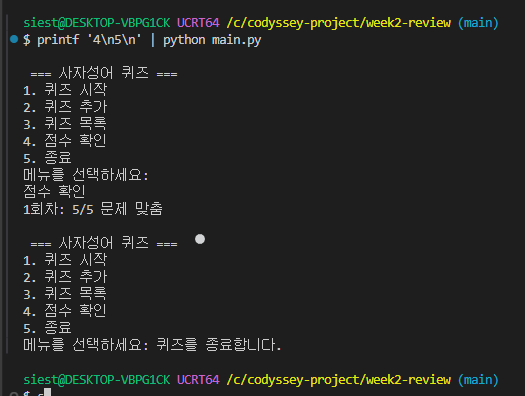 siest@DESKTOP-VBPG1CK UCRT64 /c/codyssey-project/week2-review (main)
$ printf '4\n5\n' | python main.py

=== 사자성어 퀴즈 ===
1. 퀴즈 시작
2. 퀴즈 추가
3. 퀴즈 목록
4. 점수 확인
5. 종료
메뉴를 선택하세요:
점수 확인
1회차: 5/5 문제 맞춤

=== 사자성어 퀴즈 ===
1. 퀴즈 시작
2. 퀴즈 추가
3. 퀴즈 목록
4. 점수 확인
5. 종료
메뉴를 선택하세요: 퀴즈를 종료합니다.

siest@DESKTOP-VBPG1CK UCRT64 /c/codyssey-project/week2-review (main)
$